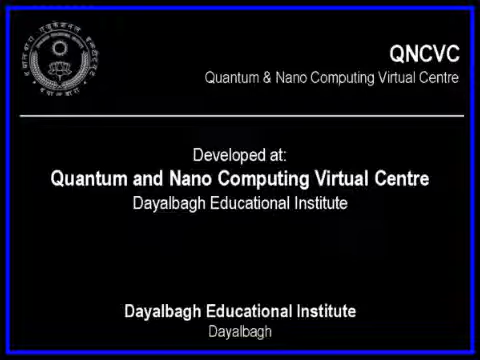 QNCVC
Quantum & Nano Computing Virtual Centre
Developed at:
Quantum and Nano Computing Virtual Centre
Dayalbagh Educational Institute
Dayalbagh Educational Institute
Dayalbagh